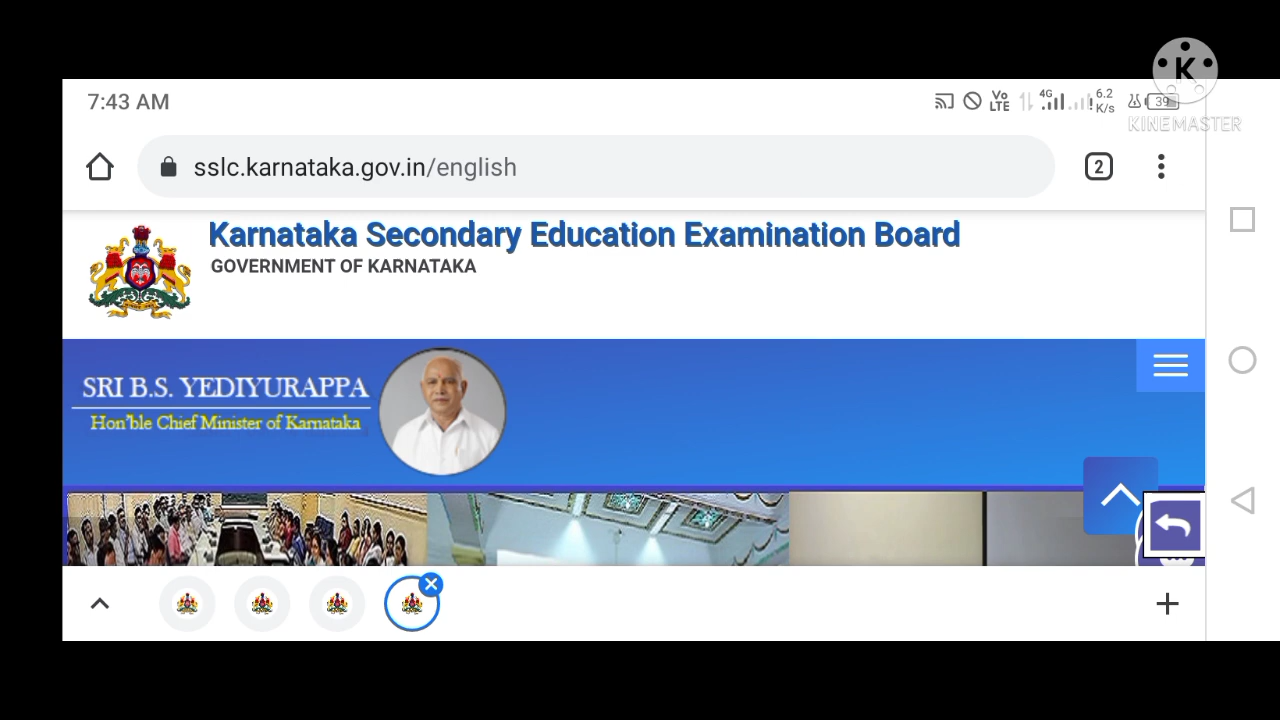 7:43 AM
Vo
LTE
4G
6.2
K/s
39
K
KINEMASTER
sslc.karnataka.gov.in/english
2
Karnataka Secondary Education Examination Board
GOVERNMENT OF KARNATAKA
SRI B.S. YEDIYURAPPA
Hon'ble Chief Minister of Karnataka